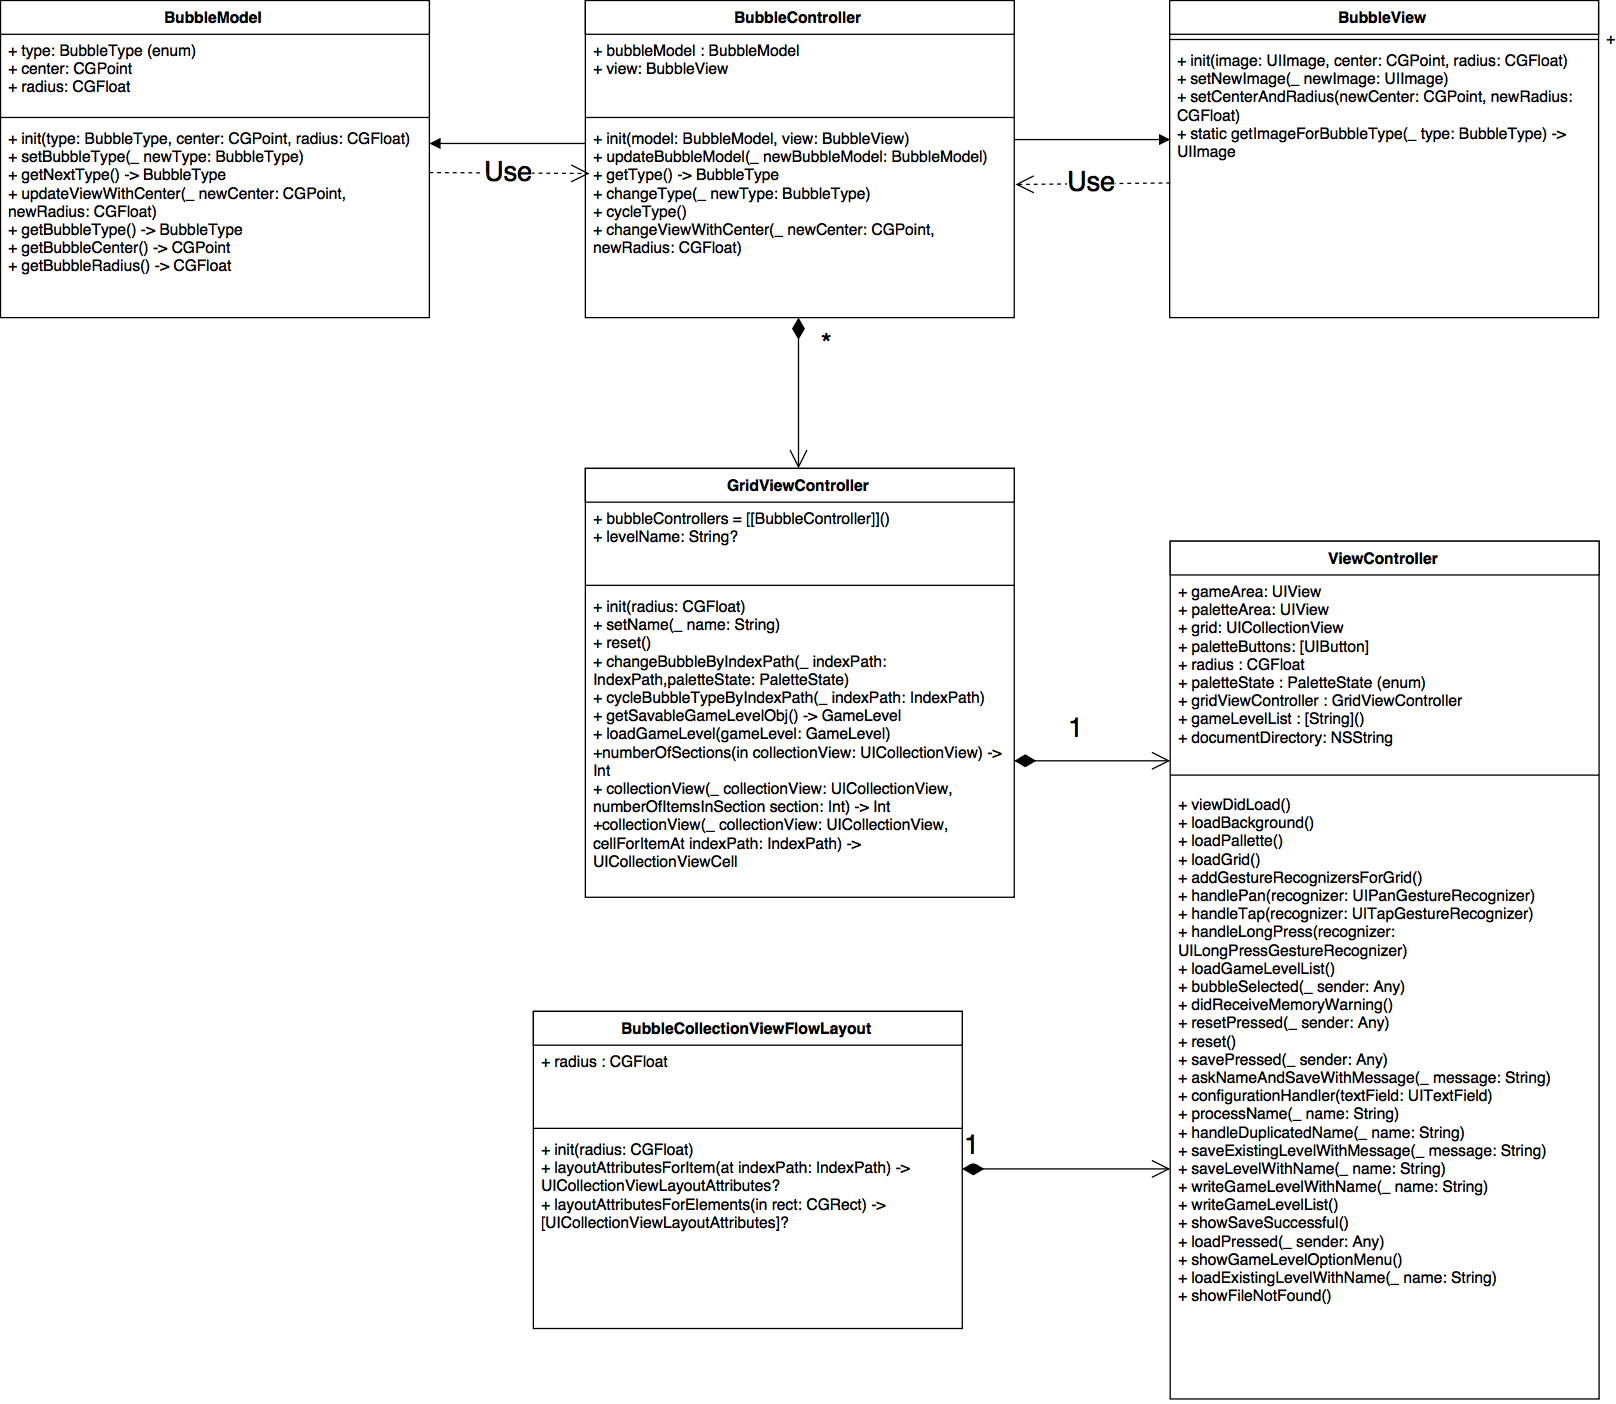 BubbleModel
+ type: BubbleType (enum)
+ center: CGPoint
+ radius: CGFloat
+ init(type: BubbleType, center: CGPoint, radius: CGFloat)
+ setBubbleType(_ newType: BubbleType)
+ getNextType() -> BubbleType
+ updateViewWithCenter(_ newCenter: CGPoint,
newRadius: CGFloat)
+ getBubbleType() -> BubbleType
+ getBubbleCenter() -> CGPoint
+ getBubbleRadius() -> CGFloat
Use
BubbleController
+ bubbleModel : BubbleModel
+ view: BubbleView
+ init(model: BubbleModel, view: BubbleView)
+ updateBubbleModel(_ newBubbleModel: BubbleModel)
+ getType() -> BubbleType
+ changeType(_ newType: BubbleType)
+ cycleType()
+ changeViewWithCenter(_ newCenter: CGPoint,
newRadius: CGFloat)
Use
BubbleView
+
+ init(image: UIImage, center: CGPoint, radius: CGFloat)
+ setNewImage(_ newImage: UIImage)
+ setCenterAndRadius(newCenter: CGPoint, newRadius:
CGFloat)
+ static getImageForBubbleType(_ type: BubbleType) ->
UIImage
*
GridViewController
+ bubbleControllers = [[BubbleController]]()
+ levelName: String?
+ init(radius: CGFloat)
+ setName(_ name: String)
+ reset()
+ changeBubbleByIndexPath(_ indexPath:
IndexPath,paletteState: PaletteState)
+ cycleBubbleTypeByIndexPath(_ indexPath: IndexPath)
+ getSavableGameLevelObj() -> GameLevel
+ loadGameLevel(gameLevel: GameLevel)
+numberOfSections(in collectionView: UICollectionView) ->
Int
+ collectionView(_ collectionView: UICollectionView,
numberOfItemsInSection section: Int) -> Int
+collectionView(_ collectionView: UICollectionView,
cellForItemAt indexPath: IndexPath) ->
UICollectionViewCell
1
ViewController
+ gameArea: UIView
+ paletteArea: UIView
+ grid: UICollectionView
+ paletteButtons: [UIButton]
+ radius : CGFloat
+ paletteState : PaletteState (enum)
+ gridViewController : GridViewController
+ gameLevelList : [String]()
+ documentDirectory: NSString
+ viewDidLoad()
+ loadBackground()
+ loadPallette()
+ loadGrid()
+ addGestureRecognizersForGrid()
+ handlePan(recognizer: UIPanGestureRecognizer)
+ handleTap(recognizer: UITapGestureRecognizer)
+ handleLongPress(recognizer:
UILongPressGestureRecognizer)
+ loadGameLevelList()
+ bubbleSelected(_ sender: Any)
+ didReceiveMemoryWarning()
+ resetPressed(_ sender: Any)
+ reset()
+ savePressed(_ sender: Any)
+ askNameAndSaveWithMessage(_ message: String)
+ configurationHandler(textField: UITextField)
+ processName(_ name: String)
+ handleDuplicatedName(_ name: String)
+ saveExistingLevelWithMessage(_ message: String)
+ saveLevelWithName(_ name: String)
+ writeGameLevelWithName(_ name: String)
+ writeGameLevelList()
+ showSaveSuccessful()
+ loadPressed(_ sender: Any)
+ showGameLevelOptionMenu()
+ loadExistingLevelWithName(_ name: String)
+ showFileNotFound()
BubbleCollectionViewFlowLayout
+ radius : CGFloat
+ init(radius: CGFloat)
+ layoutAttributesForItem(at indexPath: IndexPath) ->
UICollectionViewLayoutAttributes?
+ layoutAttributesForElements(in rect: CGRect) ->
[UICollectionViewLayoutAttributes]?
1